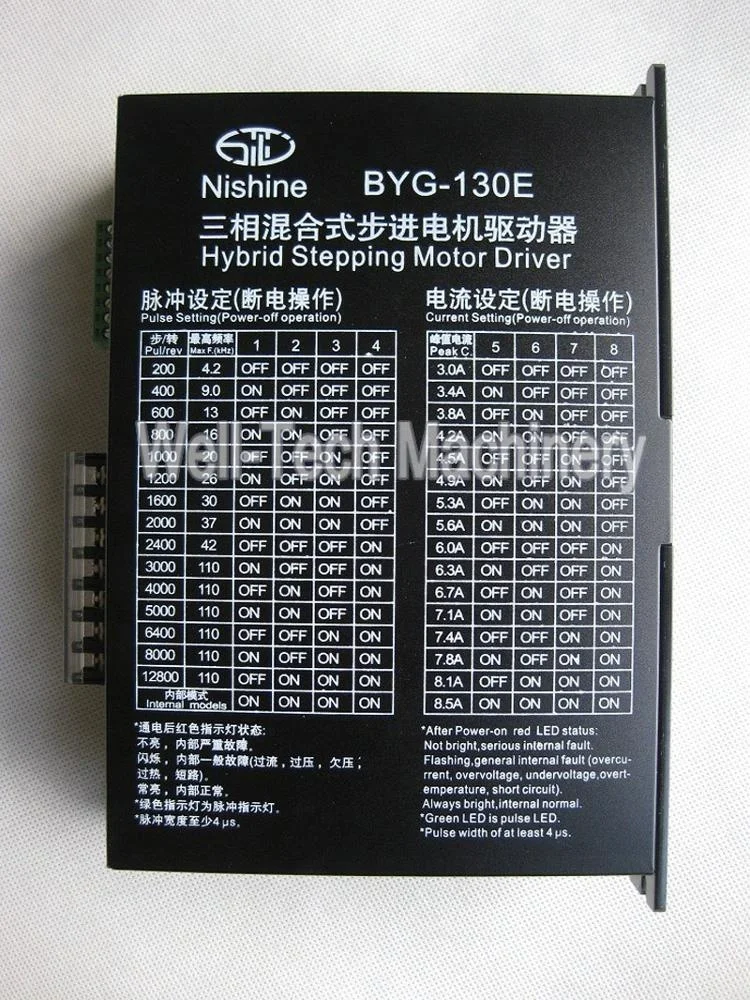 Nishine BYG-130E
三相混合式步进电机驱动器
Hybrid Stepping Motor Driver
脉冲设定(断电操作)
Pulse Setting(Power-off operation)
步/转 最高频率 1 2 3 4
Pul/rev Max F.(kHz)
200 4.2 OFF OFF OFF OFF
400 9.0 ON OFF OFF OFF
600 13 OFF ON OFF OFF
800 16 ON ON OFF OFF
1000 20 OFF OFF ON OFF
1200 26 ON OFF ON OFF
1600 30 OFF ON ON OFF
2000 37 ON ON ON OFF
2400 42 OFF OFF OFF ON
3000 110 ON OFF OFF ON
4000 110 OFF ON OFF ON
5000 110 ON ON OFF ON
6400 110 OFF OFF ON ON
8000 110 ON OFF ON ON
12800 110 OFF ON ON ON
内部模式
Internal models ON ON ON ON
*通电后红色指示灯状态:
不亮，内部严重故障。
闪烁，内部一般故障(过流，过压，欠压；
过热，短路)。
常亮，内部正常。
*绿色指示灯为脉冲指示灯。
*脉冲宽度至少4μs。
电流设定(断电操作)
Current Setting(Power-off operation)
峰值电流 5 6 7 8
Peak C.
3.0A OFF OFF OFF OFF
3.4A ON OFF OFF OFF
3.8A OFF ON OFF OFF
4.2A ON ON OFF OFF
4.5A OFF OFF ON OFF
4.9A ON OFF ON OFF
5.3A OFF ON ON OFF
5.6A ON ON ON OFF
6.0A OFF OFF OFF ON
6.3A ON OFF OFF ON
6.7A OFF ON OFF ON
7.1A ON ON OFF ON
7.4A OFF OFF ON ON
7.8A ON OFF ON ON
8.1A OFF ON ON ON
8.5A ON ON ON ON
*After Power-on red LED status:
Not bright,serious internal fault.
Flashing,general internal fault (overcu-
rrent, overvoltage, undervoltage,overt-
emperature, short circuit).
Always bright,internal normal.
*Green LED is pulse LED.
*Pulse width of at least 4 μs.
Well-Tech Machinery